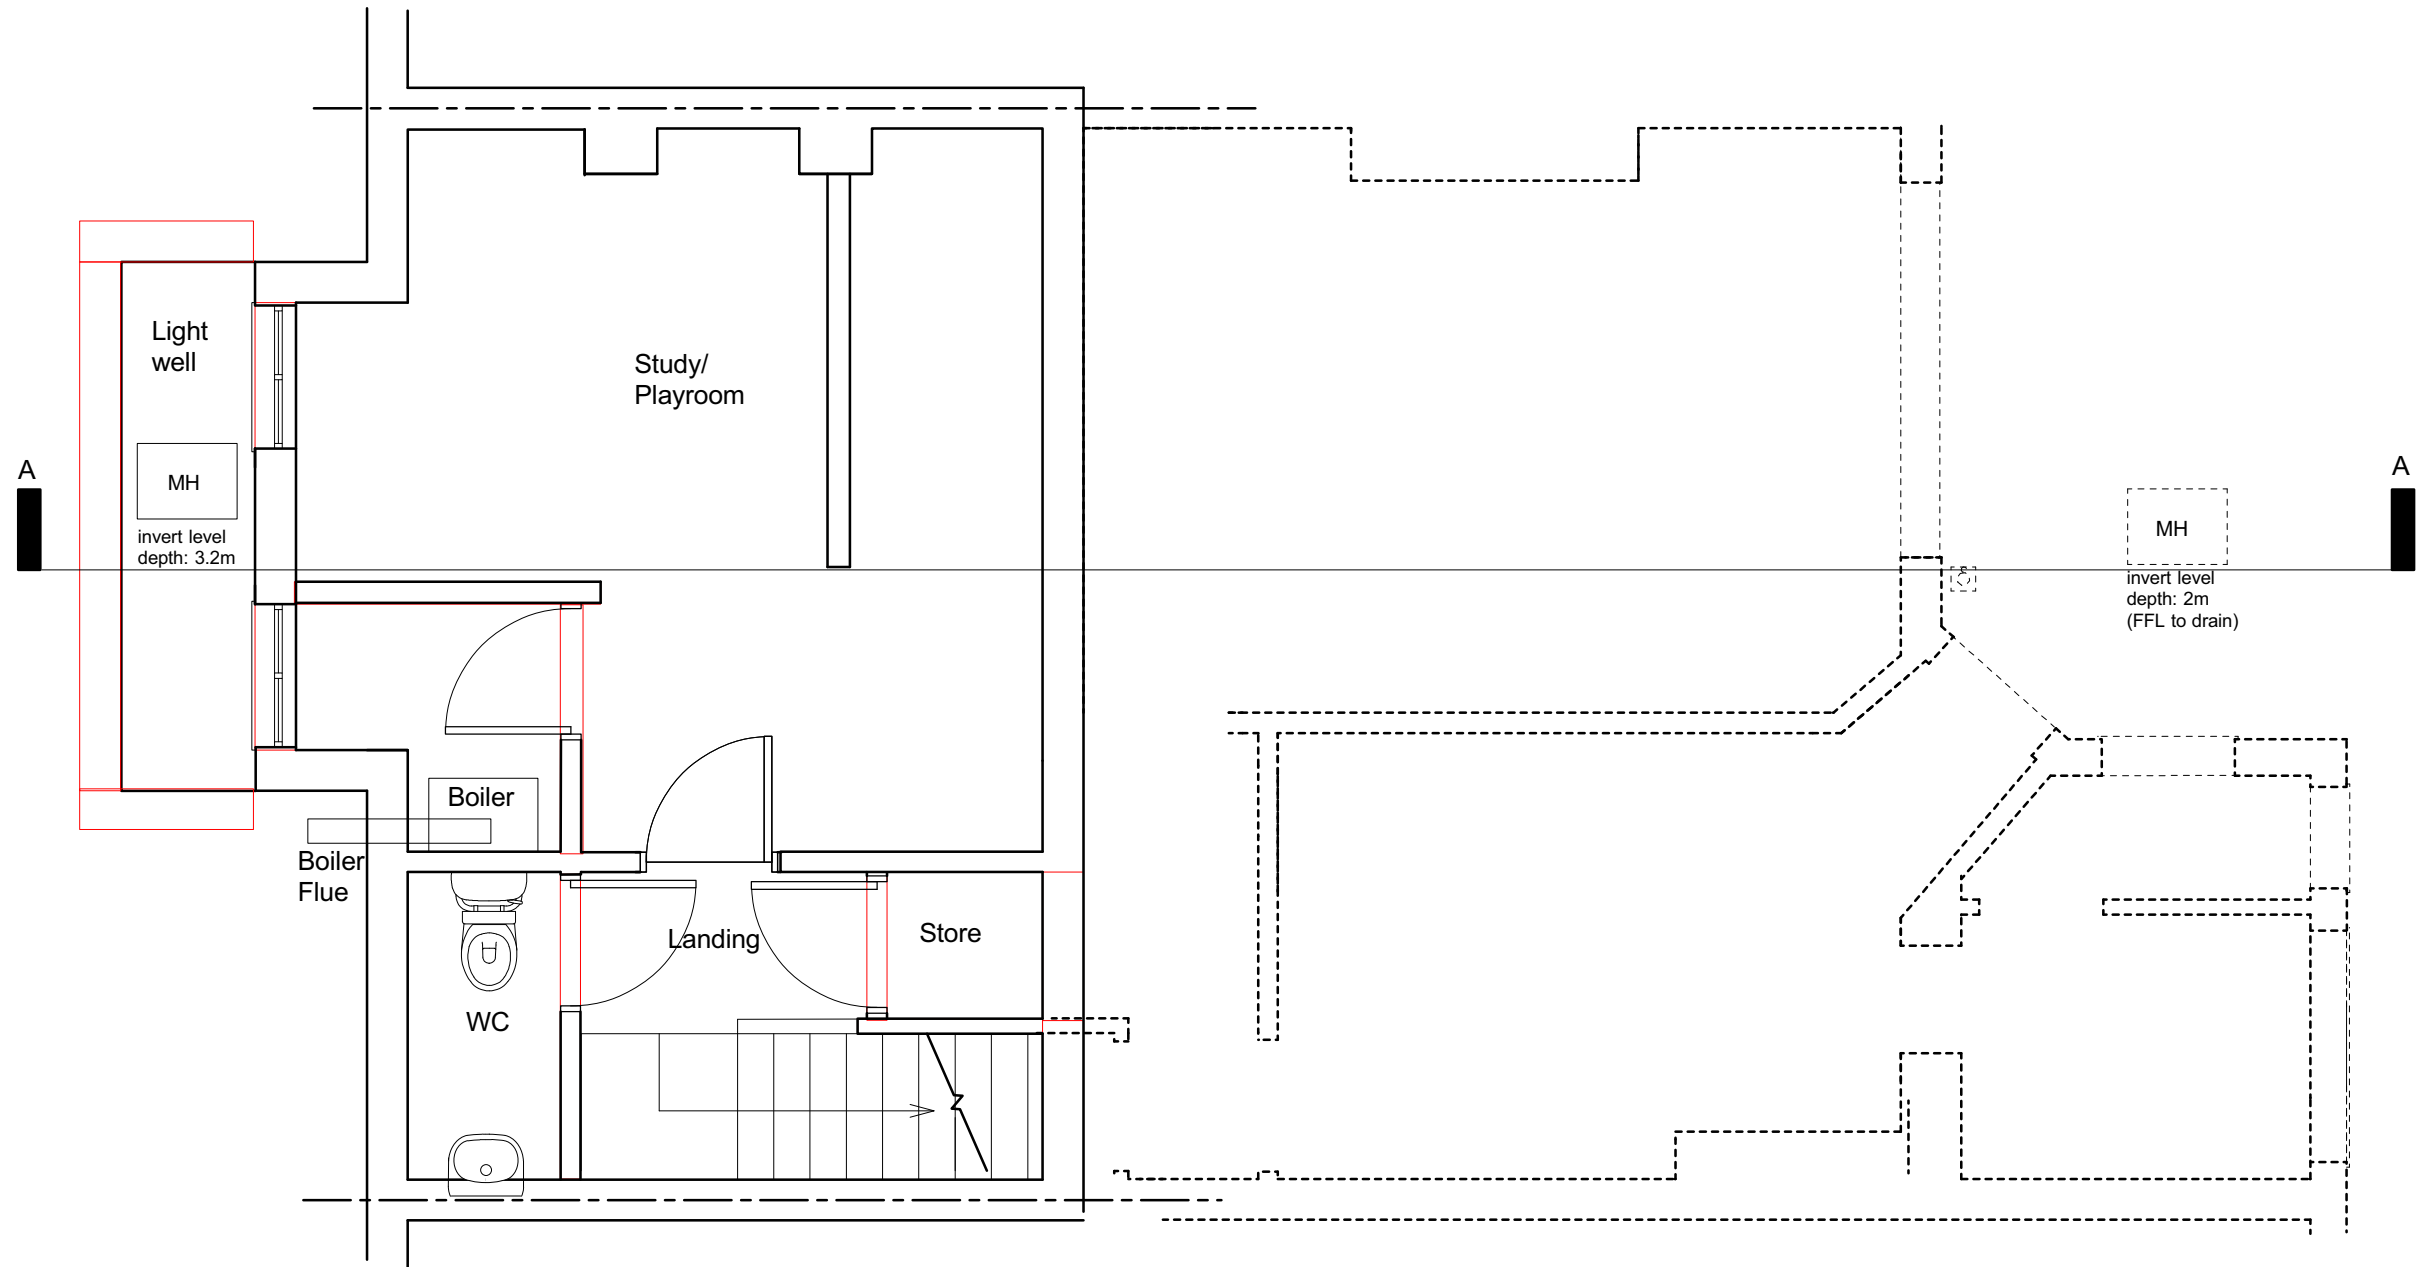 Light
well
Study/
Playroom
A
MH
invert level
depth: 3.2m
A
MH
invert level
depth: 2m
(FFL to drain)
Boiler
Boiler
Flue
Landing
Store
WC